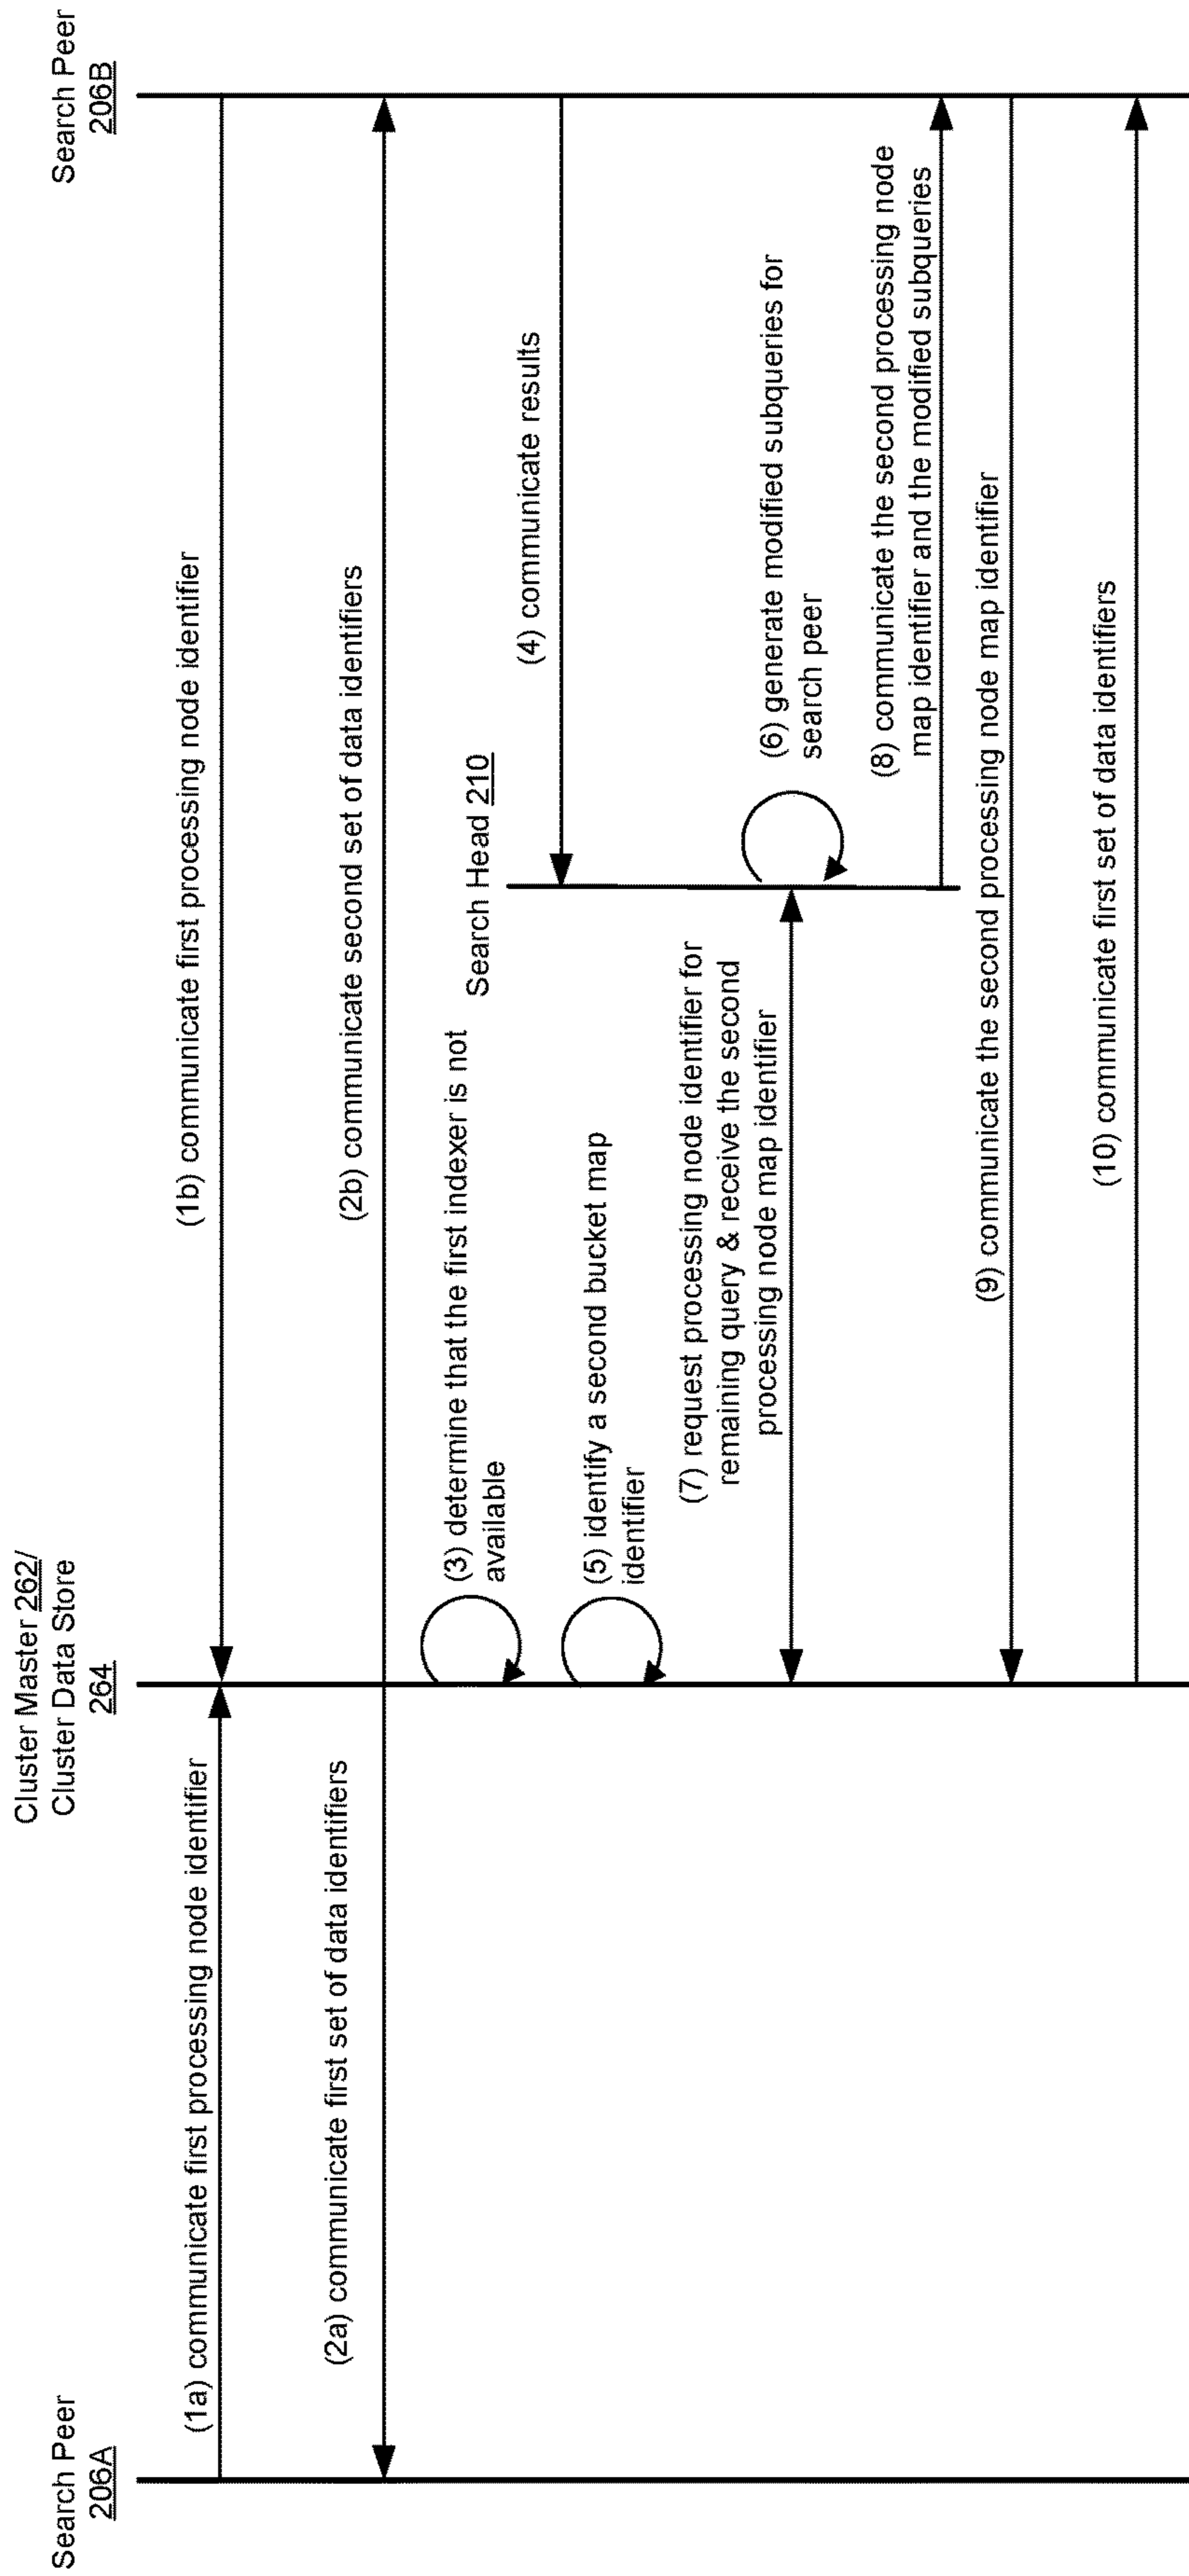 Search Peer
206A
Cluster Master 262/
Cluster Data Store
264
Search Peer
206B
(1a) communicate first processing node identifier
(1b) communicate first processing node identifier
(2a) communicate first set of data identifiers
(2b) communicate second set of data identifiers
(3) determine that the first indexer is not
available
Search Head 210
(4) communicate results
(5) identify a second bucket map
identifier
(6) generate modified subqueries for
search peer
(7) request processing node identifier for
remaining query & receive the second
processing node map identifier
(8) communicate the second processing node
map identifier and the modified subqueries
(9) communicate the second processing node map identifier
(10) communicate first set of data identifiers